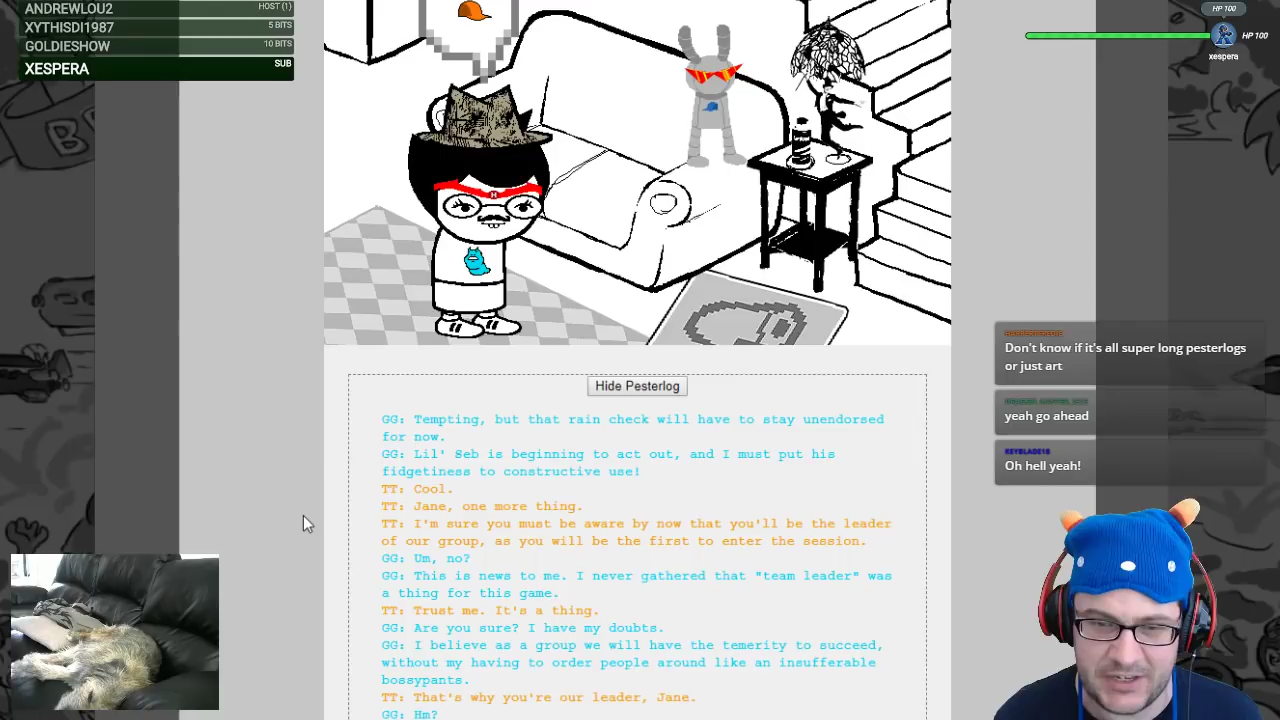 ANDREWLOU2 HOST (1)
XYTHISDI1987 5 BITS
GOLDIESHOW 10 BITS
XESPERA SUB
HP 100
HP 100
xespera
Don't know if it's all super long pesterlogs
or just art
yeah go ahead
KEYBLADE18
Oh hell yeah!
Hide Pesterlog
GG: Tempting, but that rain check will have to stay unendorsed
for now.
GG: Lil' Seb is beginning to act out, and I must put his
fidgetiness to constructive use!
TT: Cool.
TT: Jane, one more thing.
TT: I'm sure you must be aware by now that you'll be the leader
of our group, as you will be the first to enter the session.
GG: Um, no?
GG: This is news to me. I never gathered that "team leader" was
a thing for this game.
TT: Trust me. It's a thing.
GG: Are you sure? I have my doubts.
GG: I believe as a group we will have the temerity to succeed,
without my having to order people around like an insufferable
bossypants.
TT: That's why you're our leader, Jane.
GG: Hm?